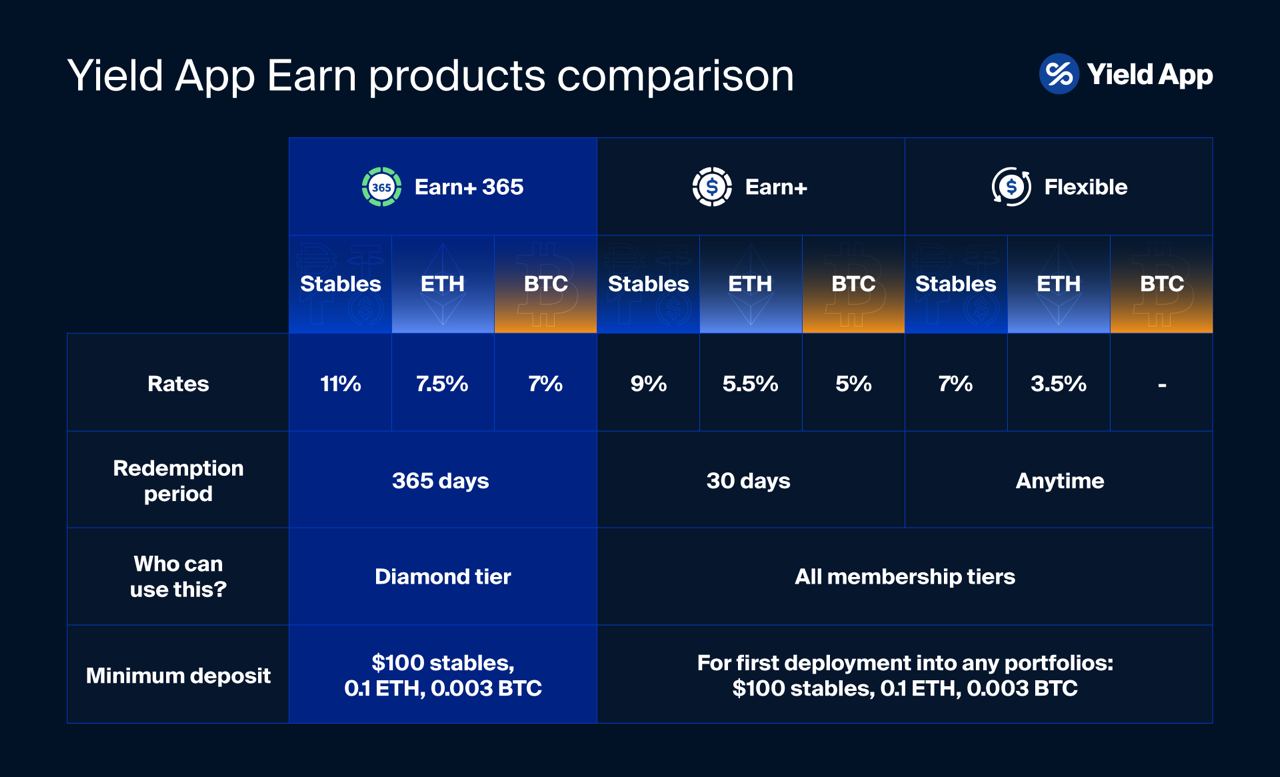 Yield App Earn products comparison
Yield App
365 Earn+ 365
$ Earn+
$ Flexible
Stables ETH BTC Stables ETH BTC Stables ETH BTC
Rates 11% 7.5% 7% 9% 5.5% 5% 7% 3.5% -
Redemption
period
365 days
30 days
Anytime
Who can
use this?
Diamond tier
All membership tiers
Minimum deposit
$100 stables,
0.1 ETH, 0.003 BTC
For first deployment into any portfolios:
$100 stables, 0.1 ETH, 0.003 BTC